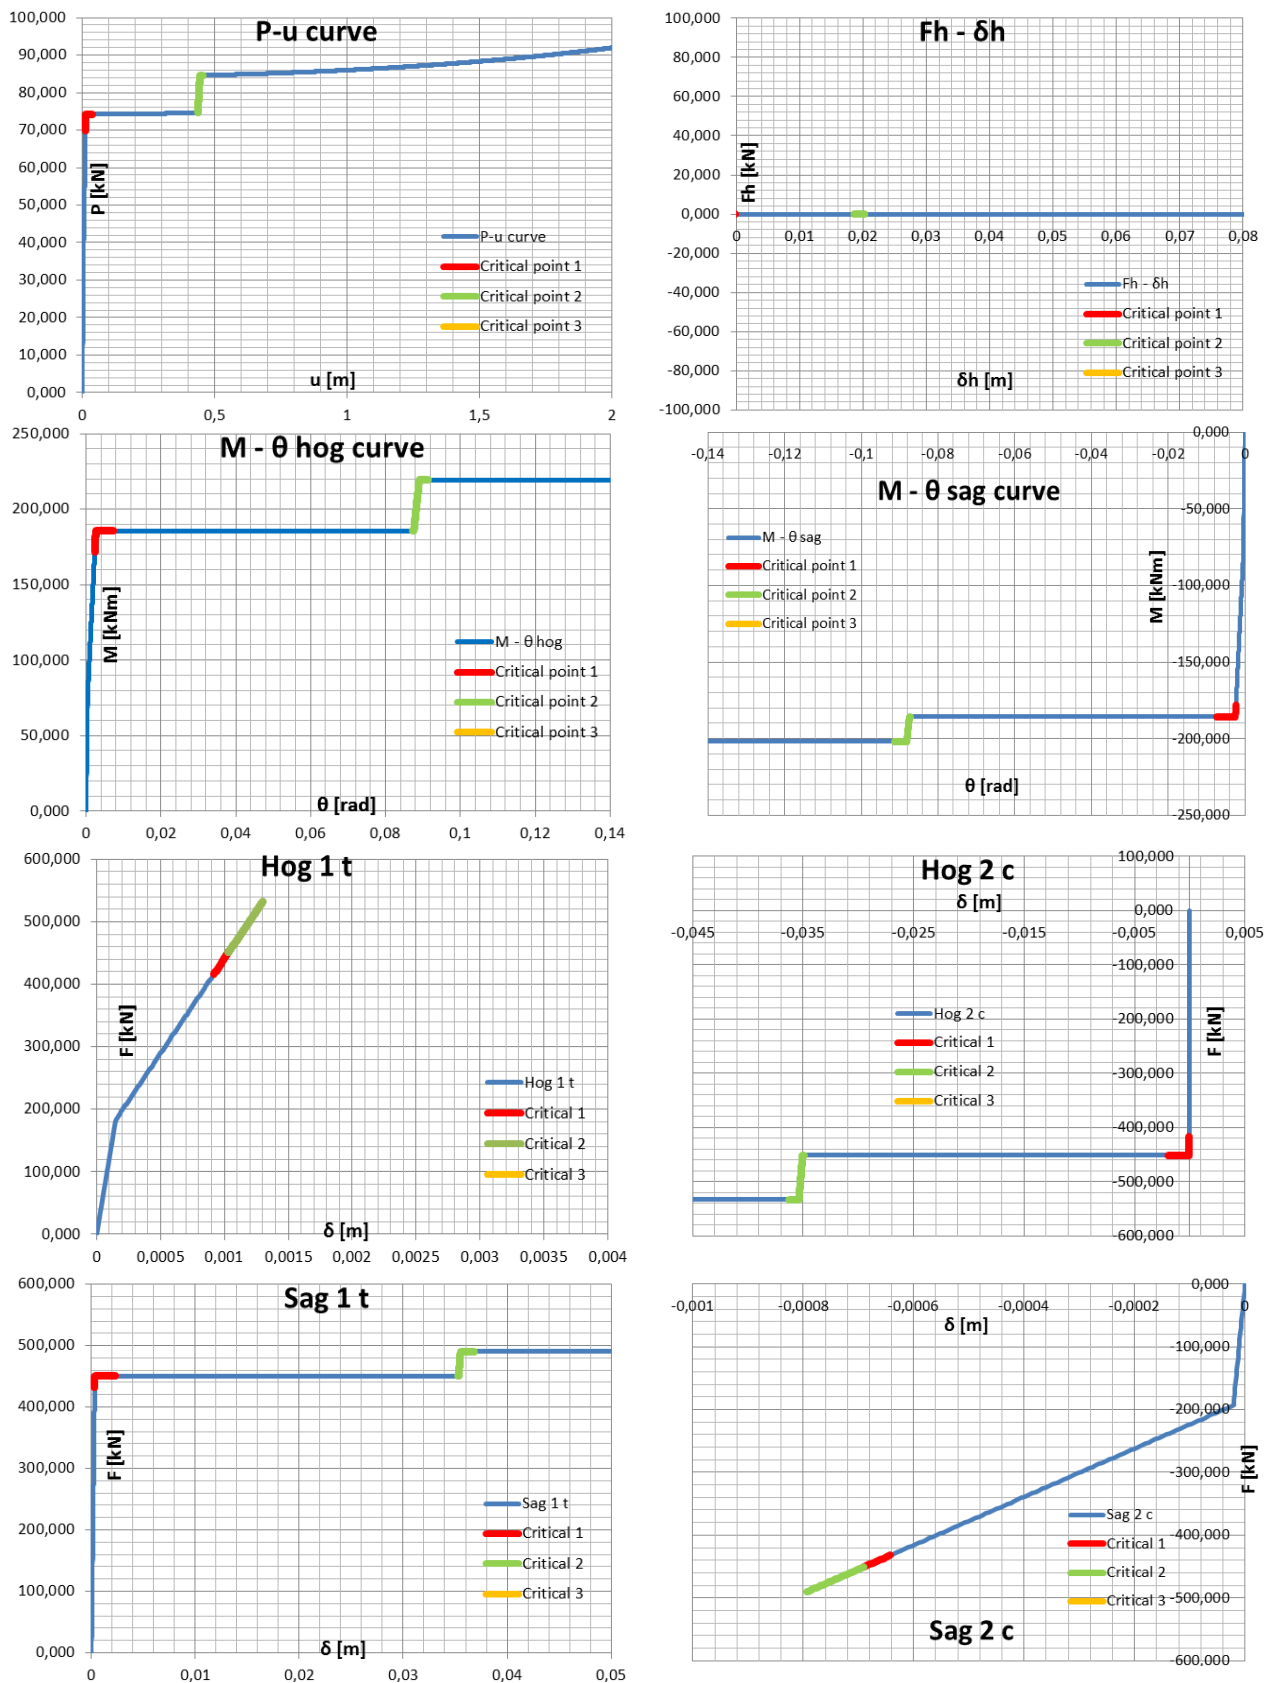 P-u curve
100,000
90,000
80,000
70,000
60,000
50,000
40,000
30,000
20,000
10,000
0,000
P [kN]
P-u curve
Critical point 1
Critical point 2
Critical point 3
u [m]
0 0,5 1 1,5 2
Fh - δh
100,000
80,000
60,000
40,000
20,000
0,000
-20,000
-40,000
-60,000
-80,000
-100,000
Fh [kN]
0 0,01 0,02 0,03 0,04 0,05 0,06 0,07 0,08
Fh - δh
Critical point 1
Critical point 2
Critical point 3
δh [m]
M - θ hog curve
250,000
200,000
150,000
100,000
50,000
0,000
M [kNm]
M - θ hog
Critical point 1
Critical point 2
Critical point 3
θ [rad]
0 0,02 0,04 0,06 0,08 0,1 0,12 0,14
-0,14 -0,12 -0,1 -0,08 -0,06 -0,04 -0,02 0
M - θ sag curve
0,000
-50,000
-100,000
-150,000
-200,000
-250,000
M [kNm]
M - θ sag
Critical point 1
Critical point 2
Critical point 3
θ [rad]
Hog 1 t
600,000
500,000
400,000
300,000
200,000
100,000
0,000
F [kN]
Hog 1 t
Critical 1
Critical 2
Critical 3
δ [m]
0 0,0005 0,001 0,0015 0,002 0,0025 0,003 0,0035 0,004
Hog 2 c
δ [m]
-0,045 -0,035 -0,025 -0,015 -0,005 0,005
100,000
0,000
-100,000
-200,000
-300,000
-400,000
-500,000
-600,000
F [kN]
Hog 2 c
Critical 1
Critical 2
Critical 3
Sag 1 t
600,000
500,000
400,000
300,000
200,000
100,000
0,000
F [kN]
Sag 1 t
Critical 1
Critical 2
Critical 3
δ [m]
0 0,01 0,02 0,03 0,04 0,05
-0,001 -0,0008 -0,0006 -0,0004 -0,0002 0
δ [m]
0,000
-100,000
-200,000
-300,000
-400,000
-500,000
-600,000
F [kN]
Sag 2 c
Critical 1
Critical 2
Critical 3
Sag 2 c